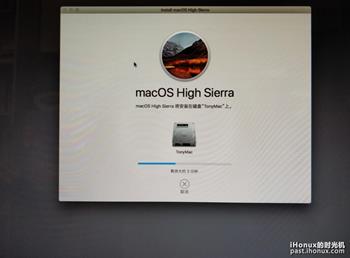 Install macOS High Sierra
macOS High Sierra
macOS High Sierra 将安装在磁盘“TonyMac”上。
TonyMac
剩余大约 3 分钟
取消
iHonux的时光机
past.ihonux.com